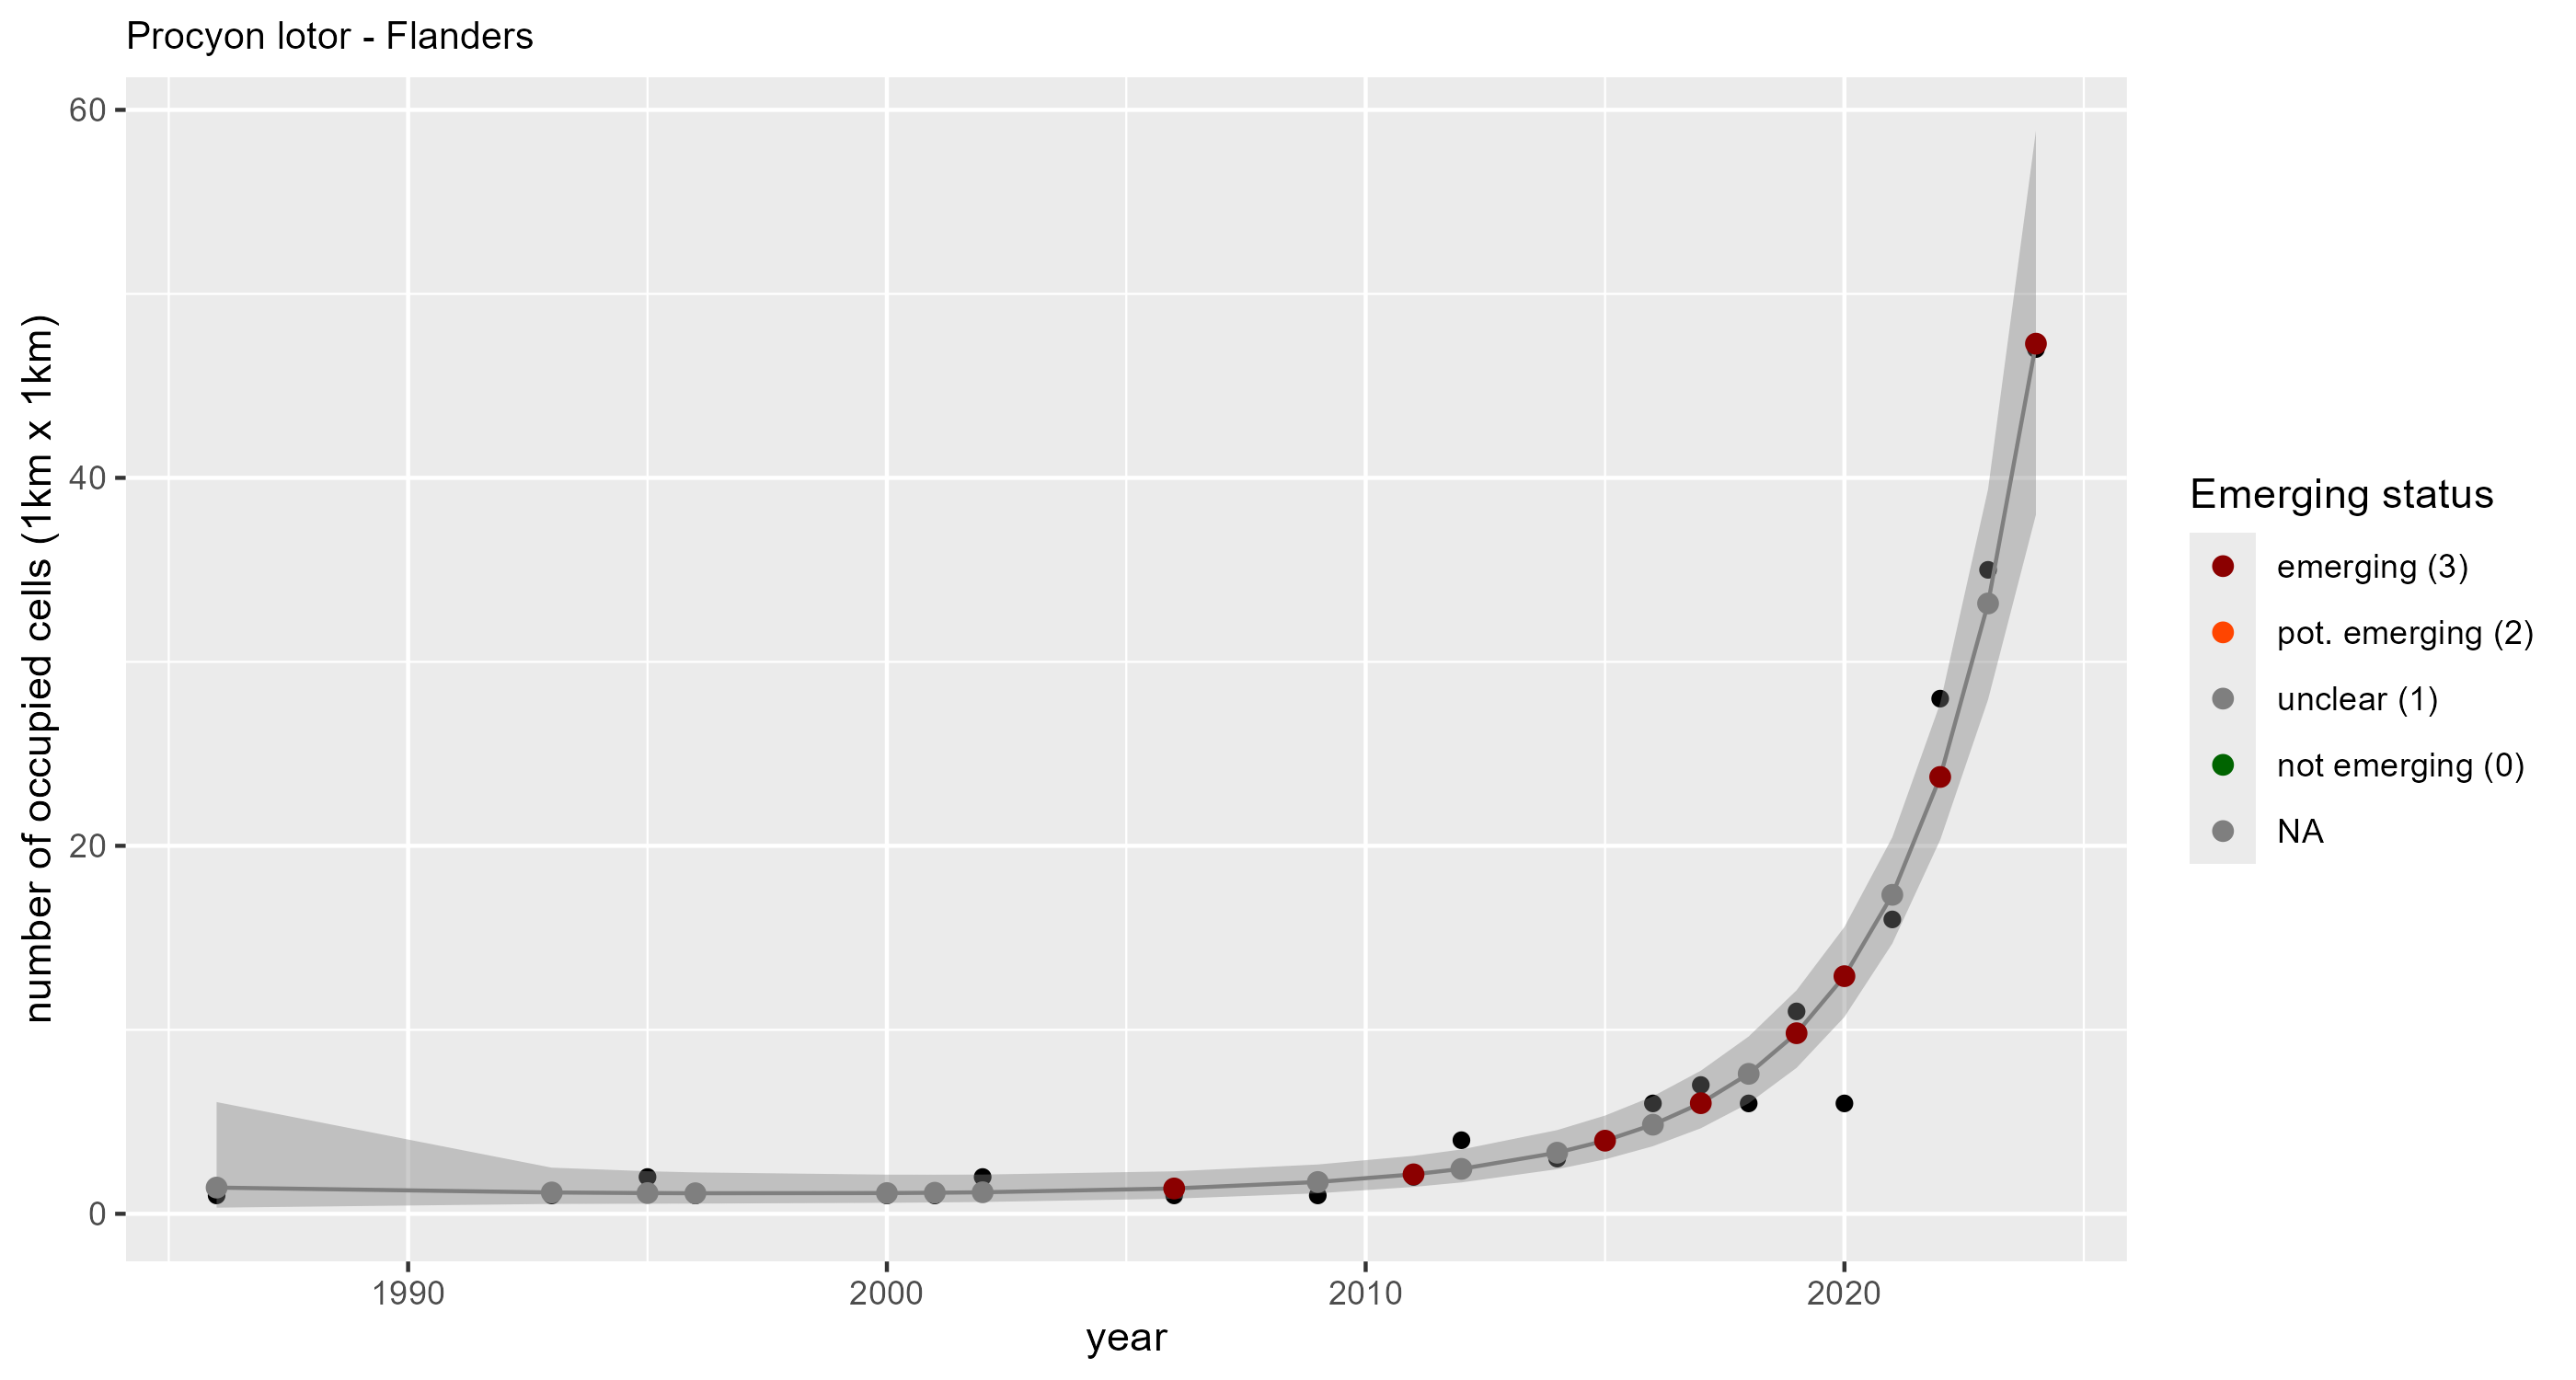 Procyon lotor - Flanders
number of occupied cells (1km x 1km)
60
40
20
0
1990
2000
2010
2020
year
Emerging status
emerging (3)
pot. emerging (2)
unclear (1)
not emerging (0)
NA